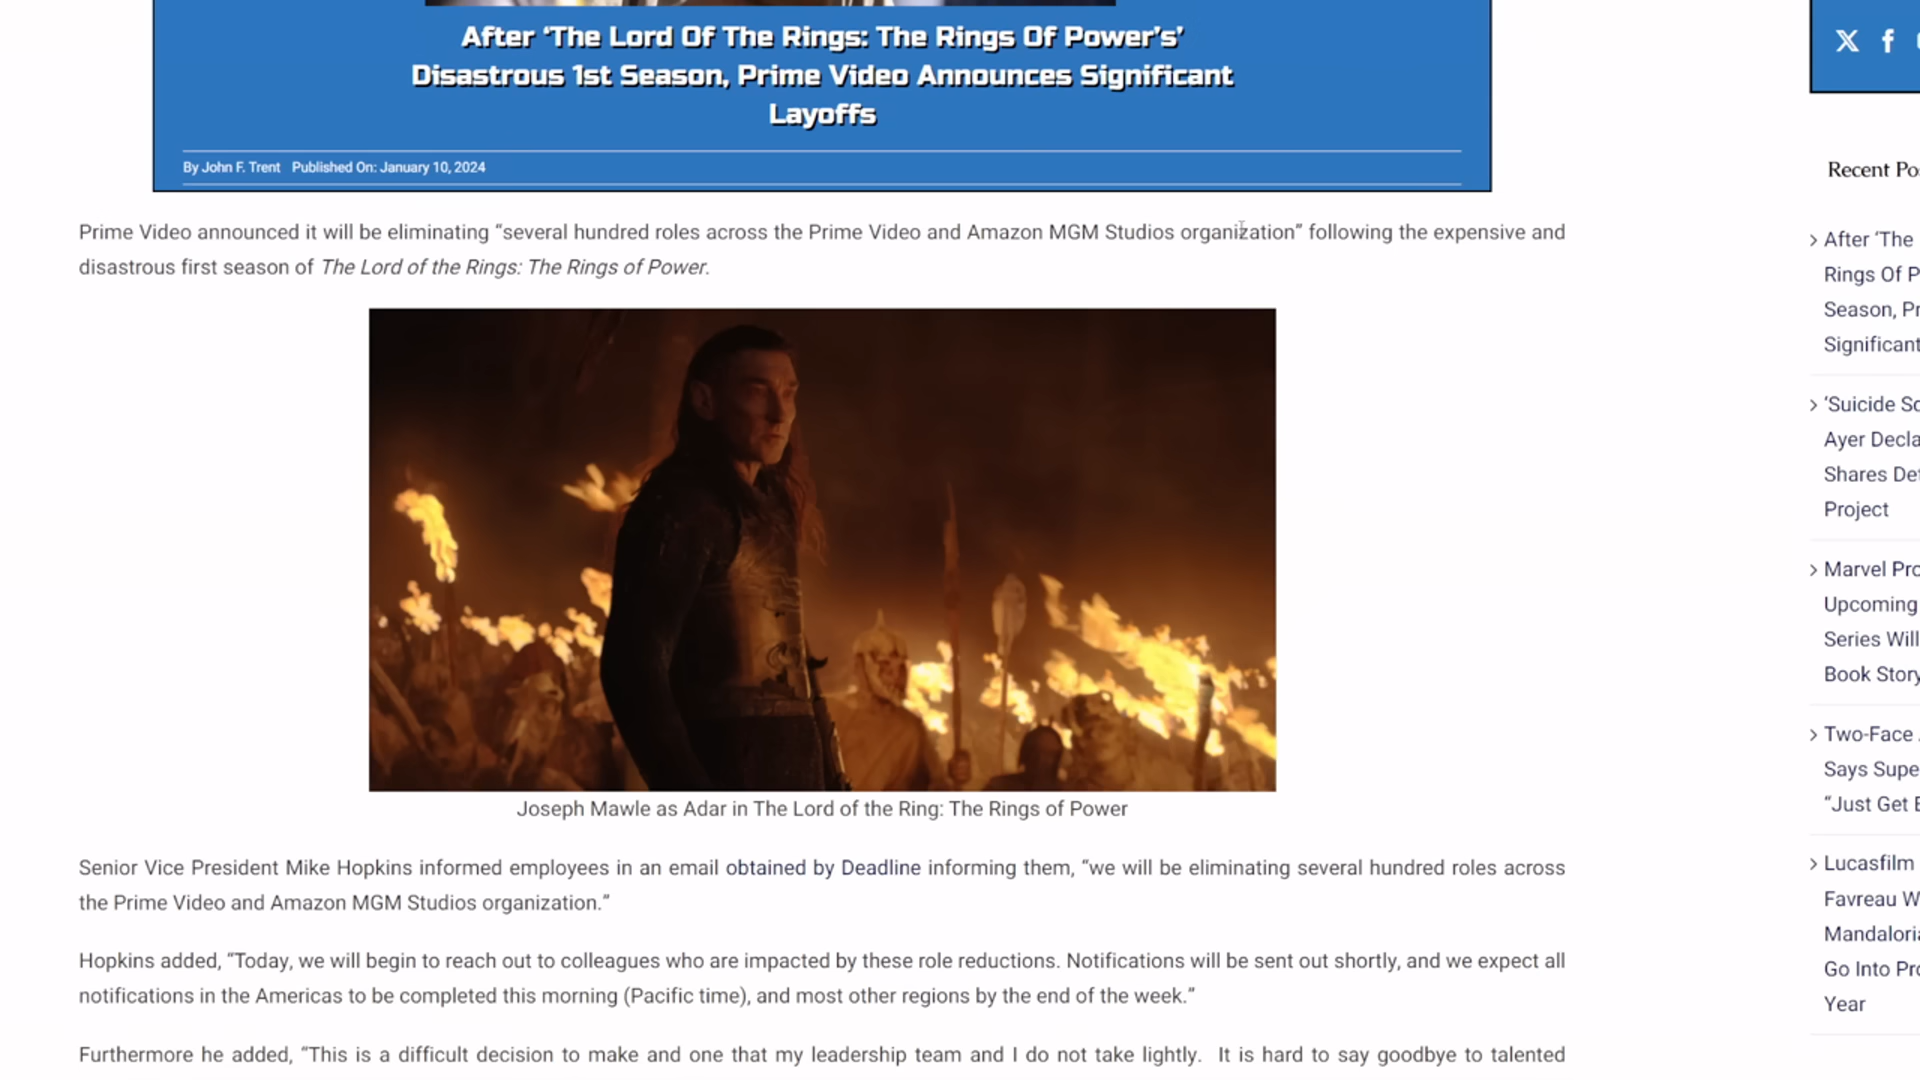 After ‘The Lord Of The Rings: The Rings Of Power’s’
Disastrous 1st Season, Prime Video Announces Significant
Layoffs
By John F. Trent Published On: January 10, 2024
Prime Video announced it will be eliminating “several hundred roles across the Prime Video and Amazon MGM Studios organization” following the expensive and
disastrous first season of The Lord of the Rings: The Rings of Power.
Joseph Mawle as Adar in The Lord of the Ring: The Rings of Power
Senior Vice President Mike Hopkins informed employees in an email obtained by Deadline informing them, “we will be eliminating several hundred roles across
the Prime Video and Amazon MGM Studios organization.”
Hopkins added, “Today, we will begin to reach out to colleagues who are impacted by these role reductions. Notifications will be sent out shortly, and we expect all
notifications in the Americas to be completed this morning (Pacific time), and most other regions by the end of the week.”
Furthermore he added, “This is a difficult decision to make and one that my leadership team and I do not take lightly. It is hard to say goodbye to talented
Recent
After ‘The
Rings Of
Season,
Significant
‘Suicide
Ayer
Shares
Project
Marvel
Upcoming
Series Will
Book Story
Two-Face
Says
“Just Get
Lucasfilm
Favreau
Go Into
Year